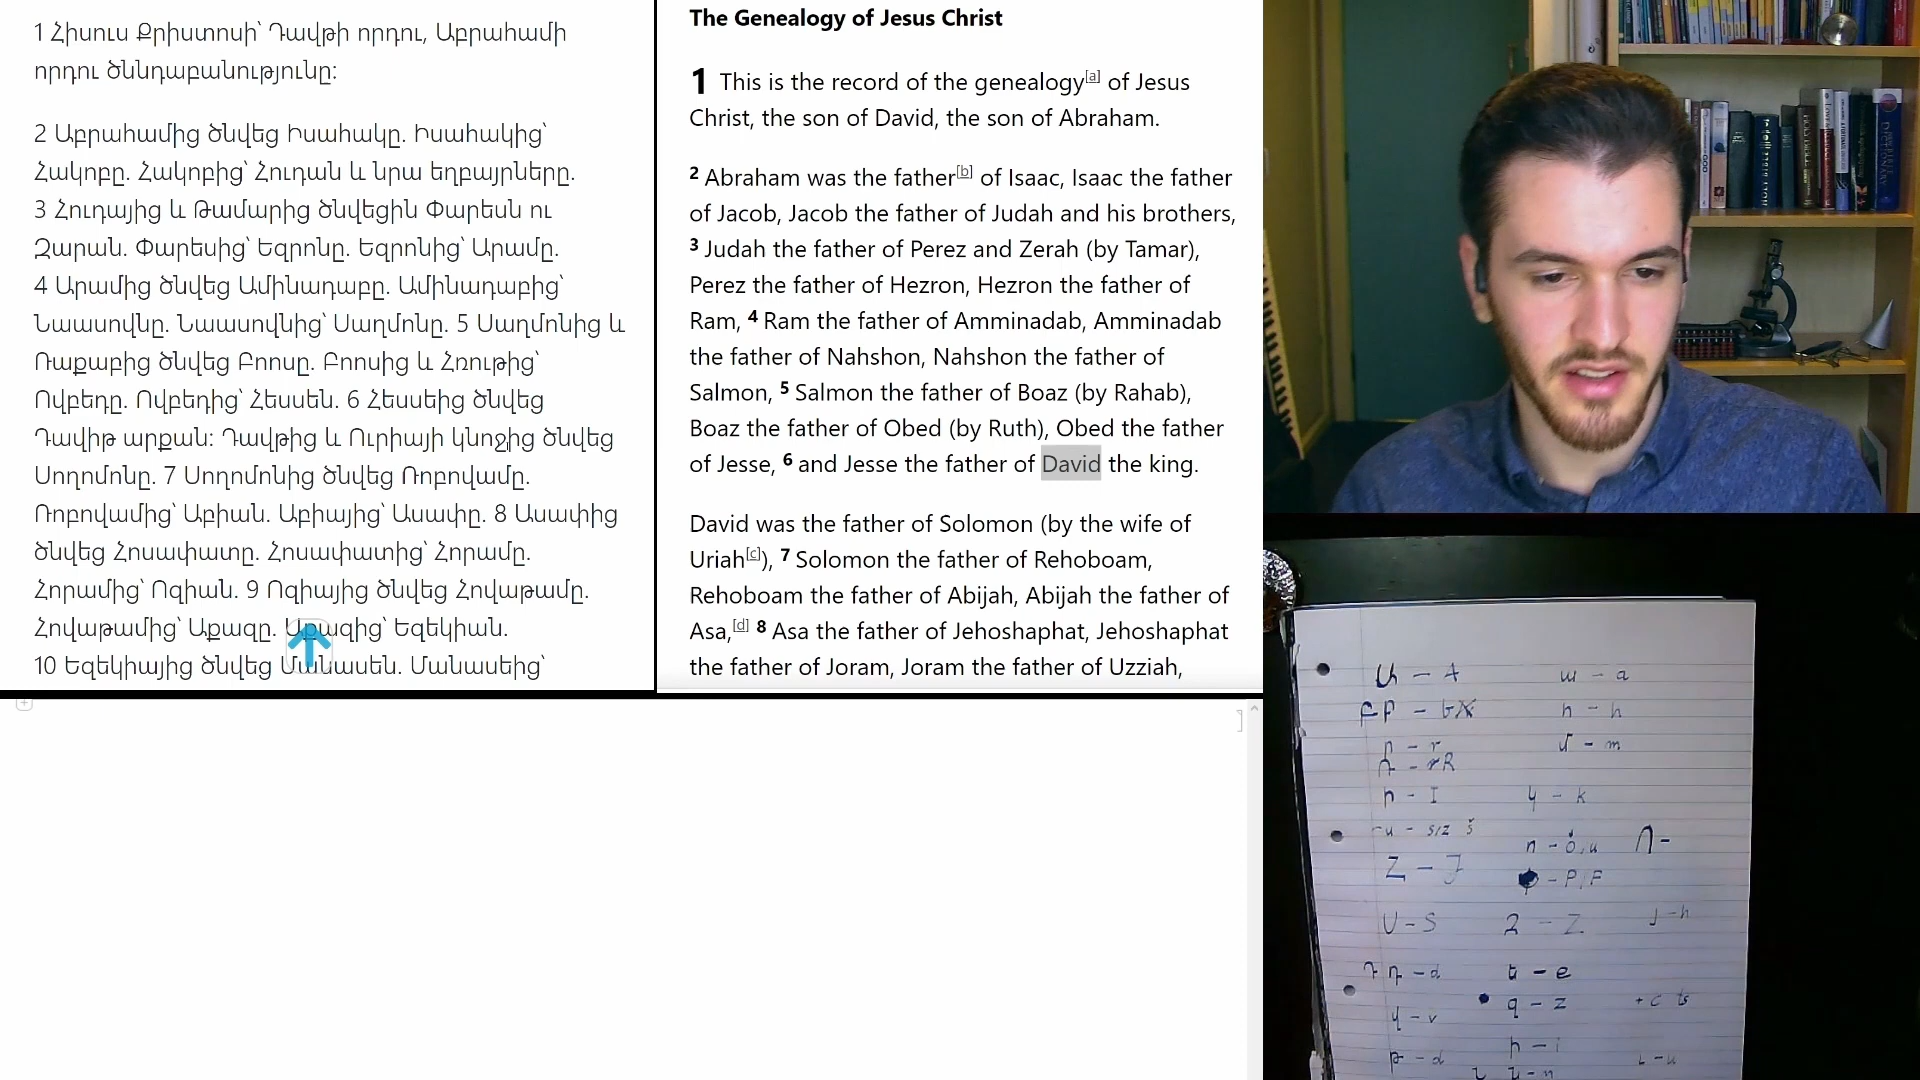 1 Հիսուս Քրիստոսի՝ Դավթի որդու, Աբրահամի
որդու ծննդաբանությունը:
2 Աբրահամից ծնվեց Իսահակը. Իսահակից՝
Հակոբը. Հակոբից՝ Հուդան և նրա եղբայրները.
3 Հուդայից և Թամարից ծնվեցին Փարեսն ու
Զարան. Փարեսից՝ Եզրոնը. Եզրոնից՝ Արամը.
4 Արամից ծնվեց Ամինադաբը. Ամինադաբից՝
Նաասովնը. Նաասովնից՝ Սաղմոնը. 5 Սաղմոնից և
Ռաքաբից ծնվեց Բոոսը. Բոոսից և Հռութից՝
Ովբեդը. Ովբեդից՝ Հեսսեն. 6 Հեսսեից ծնվեց
Դավիթ արքան: Դավթից և Ուրիայի կնոջից ծնվեց
Սողոմոնը. 7 Սողոմոնից ծնվեց Ռոբովամը.
Ռոբովամից՝ Աբիան. Աբիայից՝ Ասափը. 8 Ասափից
ծնվեց Հոսափատը. Հոսափատից՝ Հորամը.
Հորամից՝ Ոզիան. 9 Ոզիայից ծնվեց Հովաթամը.
Հովաթամից՝ Աքազը. Աքազից՝ Եզեկիան.
10 Եզեկիայից ծնվեց Մանասեն. Մանասեից՝
The Genealogy of Jesus Christ
1 This is the record of the genealogy[a] of Jesus
Christ, the son of David, the son of Abraham.
2 Abraham was the father[b] of Isaac, Isaac the father
of Jacob, Jacob the father of Judah and his brothers,
3 Judah the father of Perez and Zerah (by Tamar),
Perez the father of Hezron, Hezron the father of
Ram, 4 Ram the father of Amminadab, Amminadab
the father of Nahshon, Nahshon the father of
Salmon, 5 Salmon the father of Boaz (by Rahab),
Boaz the father of Obed (by Ruth), Obed the father
of Jesse, 6 and Jesse the father of David the king.
David was the father of Solomon (by the wife of
Uriah[c]), 7 Solomon the father of Rehoboam,
Rehoboam the father of Abijah, Abijah the father of
Asa,[d] 8 Asa the father of Jehoshaphat, Jehoshaphat
the father of Joram, Joram the father of Uzziah,
Ա - A
ա - a
հ - h
մ - m
ր - r
Ի - I
կ - k
Z - J
- P, F
Ս - S
Զ - Z
յ - h
Դ դ - d
ե - e
զ - z
վ - v
ի - i
թ - d